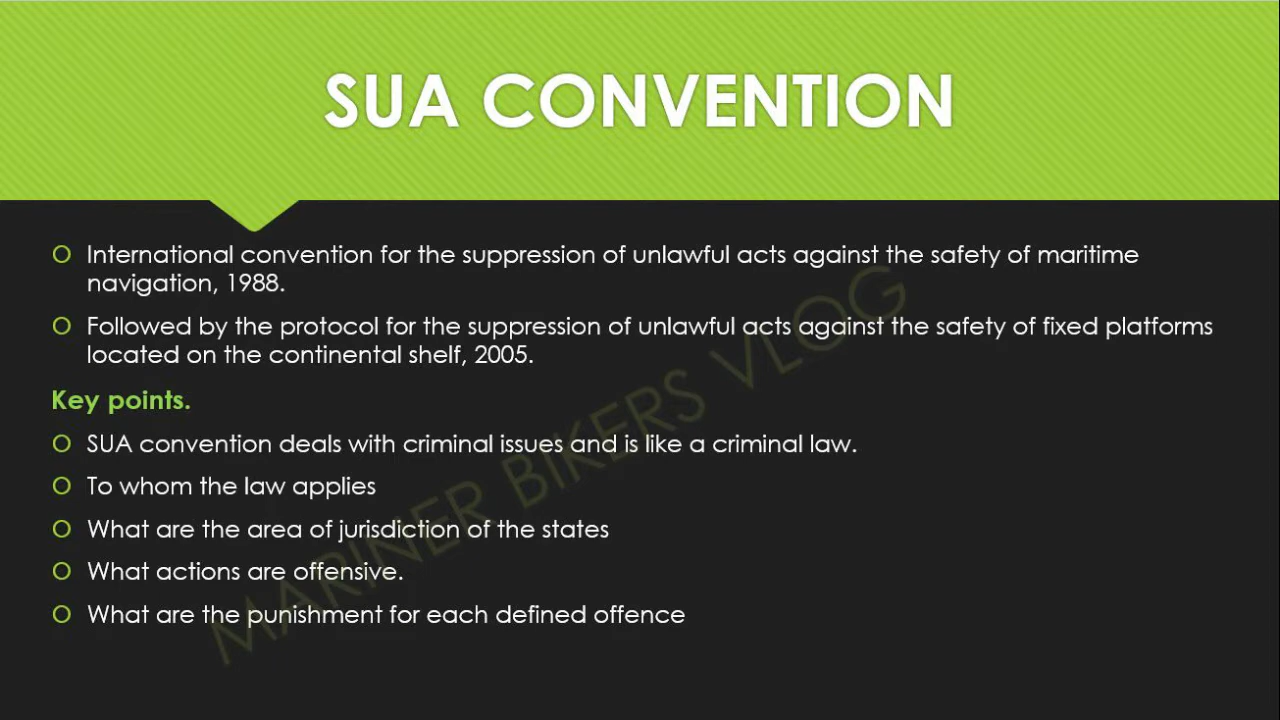 SUA CONVENTION
International convention for the suppression of unlawful acts against the safety of maritime
navigation, 1988.
Followed by the protocol for the suppression of unlawful acts against the safety of fixed platforms
located on the continental shelf, 2005.
Key points.
SUA convention deals with criminal issues and is like a criminal law.
To whom the law applies
What are the area of jurisdiction of the states
What actions are offensive.
What are the punishment for each defined offence
MARINER BIKERS VLOG